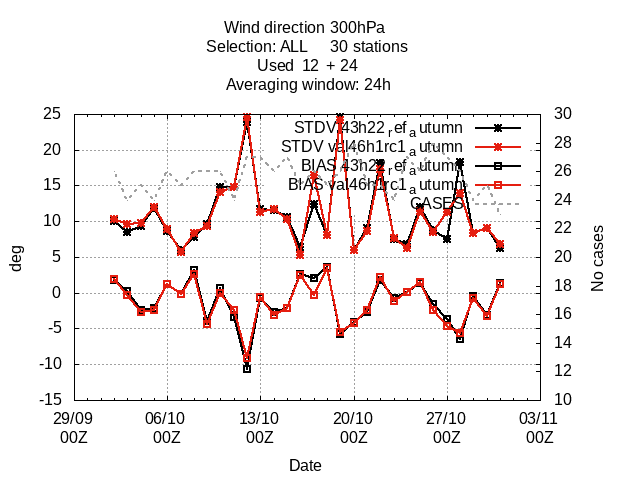 Wind direction 300hPa
Selection: ALL 30 stations
Used 12 + 24
Averaging window: 24h
25 30
20 28
15 26
10 24
5 22
0 20
-5 18
-10 16
-15 14
12
10
STDV 43h22_ref_autumn
STDV val46h1rc1_autumn
BIAS 43h22_ref_autumn
BIAS val46h1rc1_autumn
CASES
deg
No cases
29/09 06/10 13/10 20/10 27/10 03/11
00Z 00Z 00Z 00Z 00Z 00Z
Date